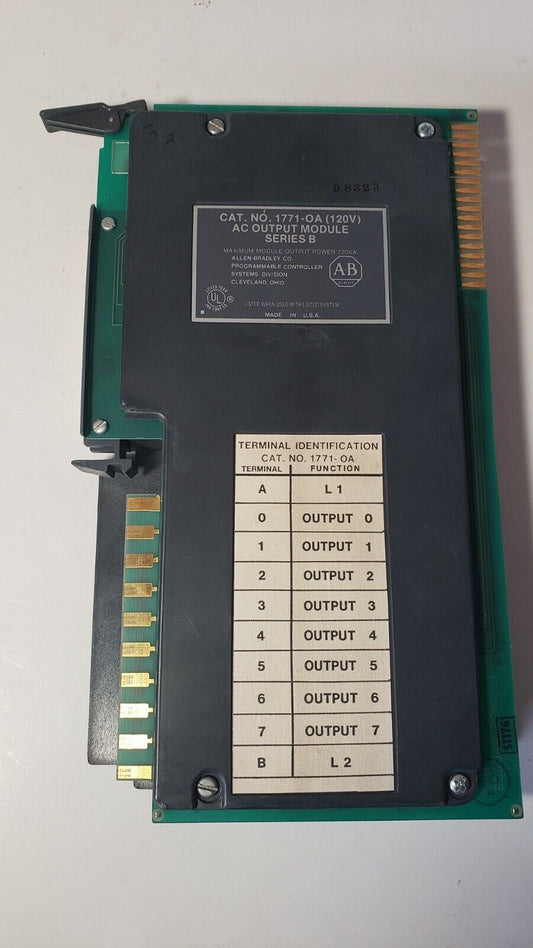 D8323
CAT. NO. 1771-OA (120V)
AC OUTPUT MODULE
SERIES B
MAXIMUM MODULE OUTPUT POWER 770VA
ALLEN-BRADLEY CO.
PROGRAMMABLE CONTROLLER
SYSTEMS DIVISION
CLEVELAND, OHIO
A·B
UL
LISTED WHEN USED WITH LISTED SYSTEM
MADE IN U.S.A.
TERMINAL IDENTIFICATION
CAT. NO. 1771-OA
TERMINAL FUNCTION
A L1
0 OUTPUT 0
1 OUTPUT 1
2 OUTPUT 2
3 OUTPUT 3
4 OUTPUT 4
5 OUTPUT 5
6 OUTPUT 6
7 OUTPUT 7
B L2
ST176